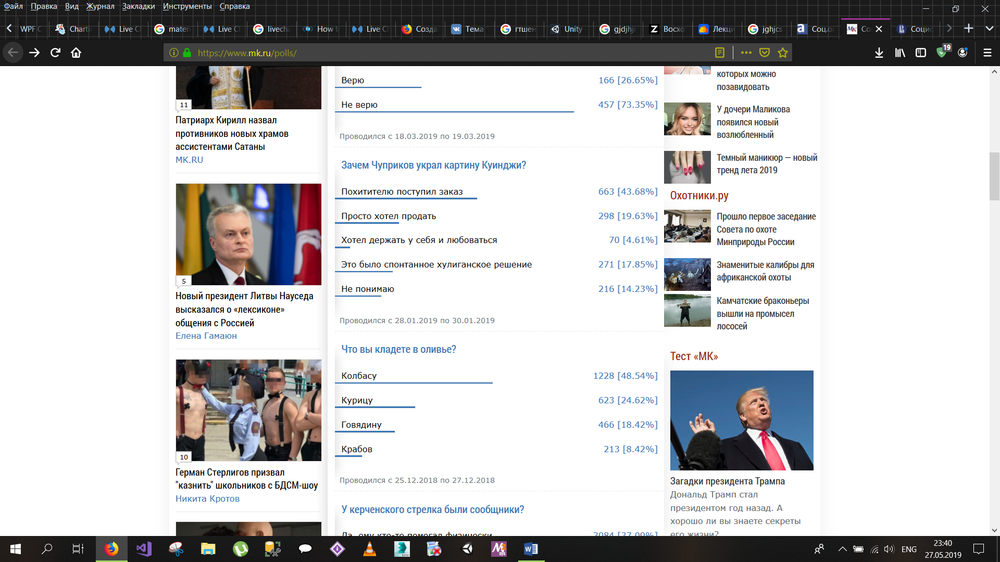 Файл Правка Вид Журнал Закладки Инструменты Справка
WPF C Charti Live C mater Live C livecha How t Live C Созда Тема гтшен Unity - gjdjhjr Восхо Лекци jghjcs Соц.о Со Социо
https://www.mk.ru/polls/
19
11
Патриарх Кирилл назвал
противников новых храмов
ассистентами Сатаны
MK.RU
5
Новый президент Литвы Науседа
высказался о «лексиконе»
общения с Россией
Елена Гамаюн
10
Герман Стерлигов призвал
"казнить" школьников с БДСМ-шоу
Никита Кротов
Верю 166 [26.65%]
Не верю 457 [73.35%]
Проводился с 18.03.2019 по 19.03.2019
Зачем Чуприков украл картину Куинджи?
Похитителю поступил заказ 663 [43.68%]
Просто хотел продать 298 [19.63%]
Хотел держать у себя и любоваться 70 [4.61%]
Это было спонтанное хулиганское решение 271 [17.85%]
Не понимаю 216 [14.23%]
Проводился с 28.01.2019 по 30.01.2019
Что вы кладете в оливье?
Колбасу 1228 [48.54%]
Курицу 623 [24.62%]
Говядину 466 [18.42%]
Крабов 213 [8.42%]
Проводился с 25.12.2018 по 27.12.2018
У керченского стрелка были сообщники?
Да, ему кто-то помогал физически 3084 [37.09%]
которых можно
позавидовать
У дочери Маликова
появился новый
возлюбленный
Темный маникюр — новый
тренд лета 2019
Охотники.ру
Прошло первое заседание
Совета по охоте
Минприроды России
Знаменитые калибры для
африканской охоты
Камчатские браконьеры
вышли на промысел
лососей
Тест «МК»
Загадки президента Трампа
Дональд Трамп стал
президентом год назад. А
хорошо ли вы знаете секреты
его жизни?
ENG
23:40
27.05.2019